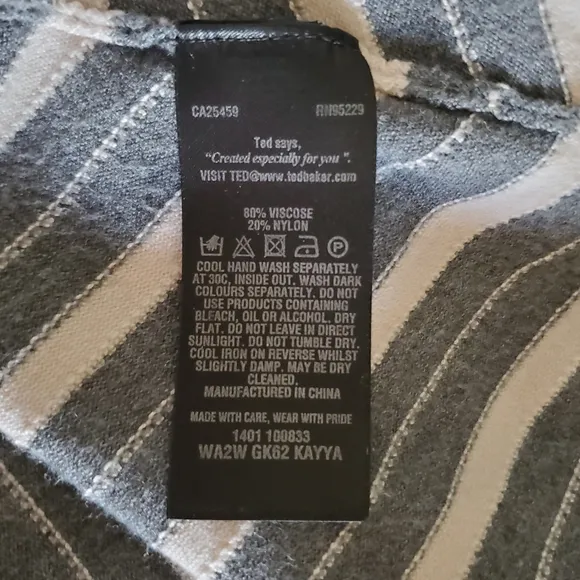 CA25459 RN95229
Ted says,
"Created especially for you".
VISIT TED@www.tedbaker.com
80% VISCOSE
20% NYLON
P
COOL HAND WASH SEPARATELY
AT 30C, INSIDE OUT. WASH DARK
COLOURS SEPARATELY. DO NOT
USE PRODUCTS CONTAINING
BLEACH, OIL OR ALCOHOL. DRY
FLAT. DO NOT LEAVE IN DIRECT
SUNLIGHT. DO NOT TUMBLE DRY.
COOL IRON ON REVERSE WHILST
SLIGHTLY DAMP. MAY BE DRY
CLEANED.
MANUFACTURED IN CHINA
MADE WITH CARE, WEAR WITH PRIDE
1401 100833
WA2W GK62 KAYYA